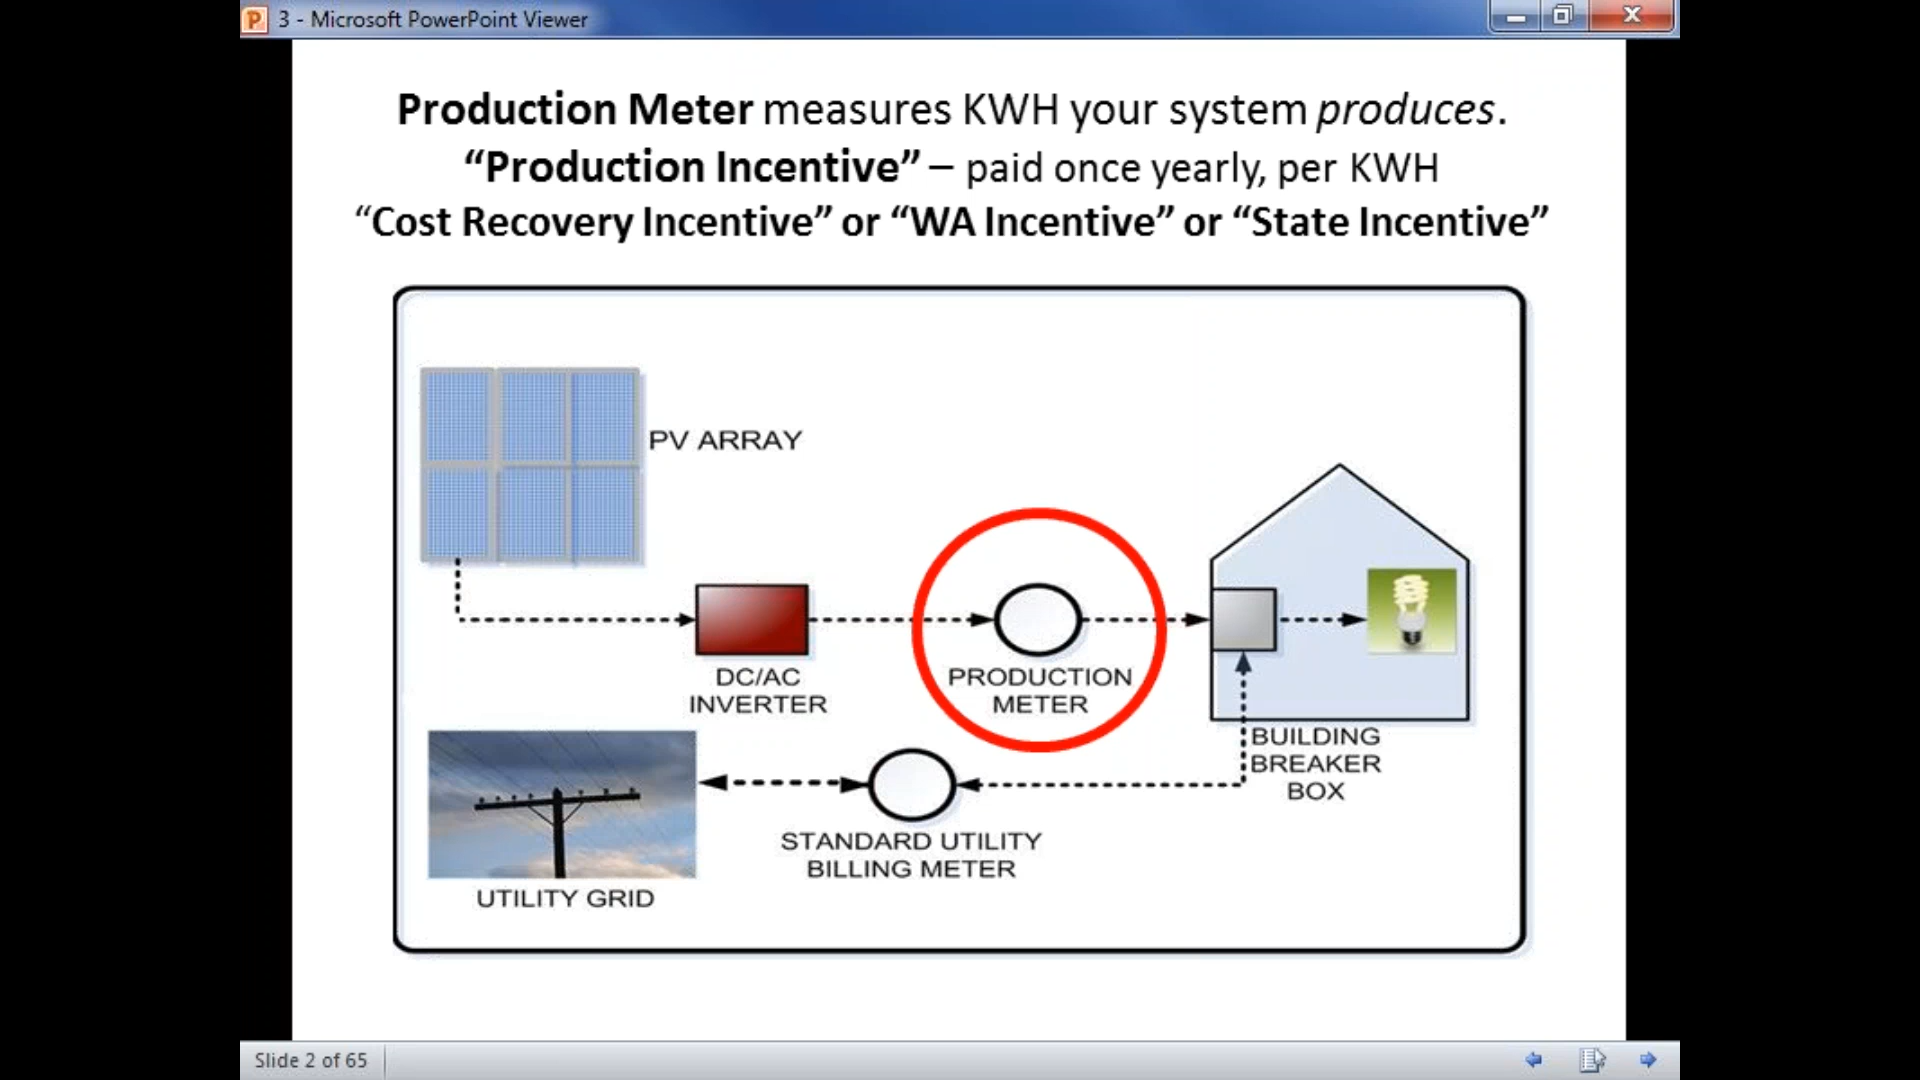 3 - Microsoft PowerPoint Viewer
Production Meter measures KWH your system produces.
“Production Incentive” – paid once yearly, per KWH
“Cost Recovery Incentive” or “WA Incentive” or “State Incentive”
PV ARRAY
DC/AC
INVERTER
PRODUCTION
METER
BUILDING
BREAKER
BOX
STANDARD UTILITY
BILLING METER
UTILITY GRID
Slide 2 of 65